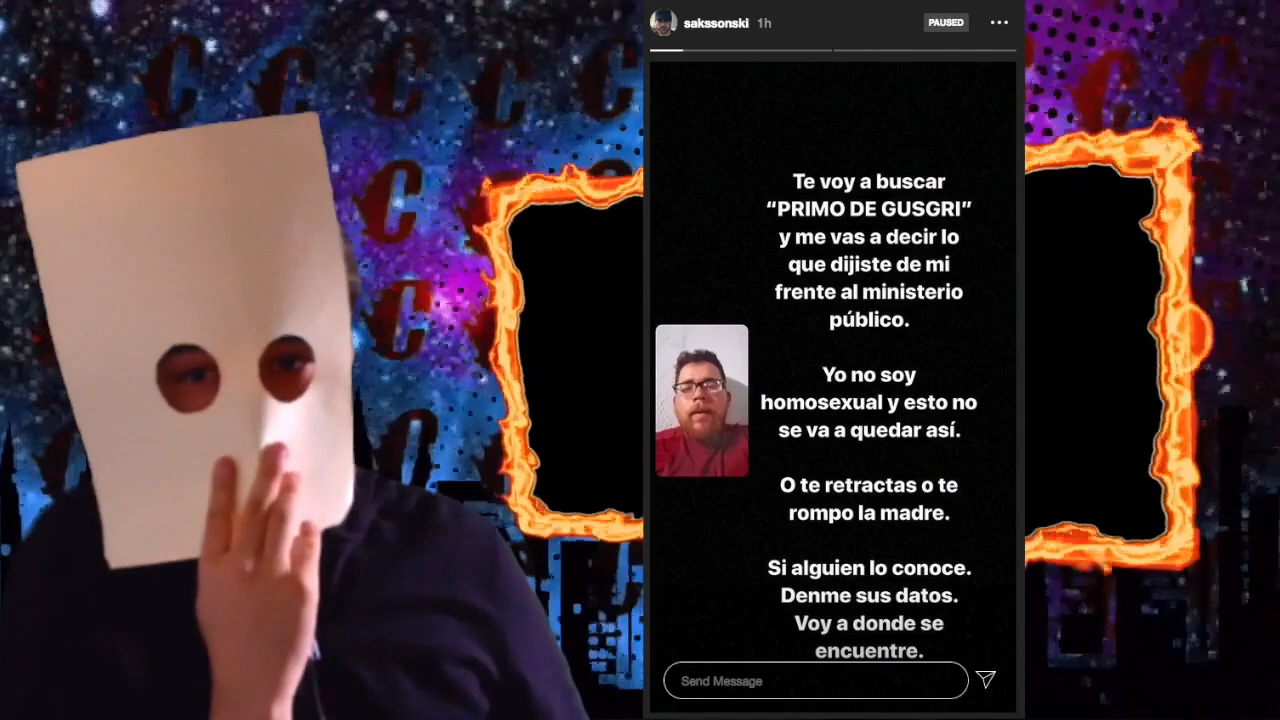 sakssonski 1h
PAUSED
Te voy a buscar
“PRIMO DE GUSGRI”
y me vas a decir lo
que dijiste de mi
frente al ministerio
público.
Yo no soy
homosexual y esto no
se va a quedar así.
O te retractas o te
rompo la madre.
Si alguien lo conoce.
Denme sus datos.
Voy a donde se
encuentre.
Send Message